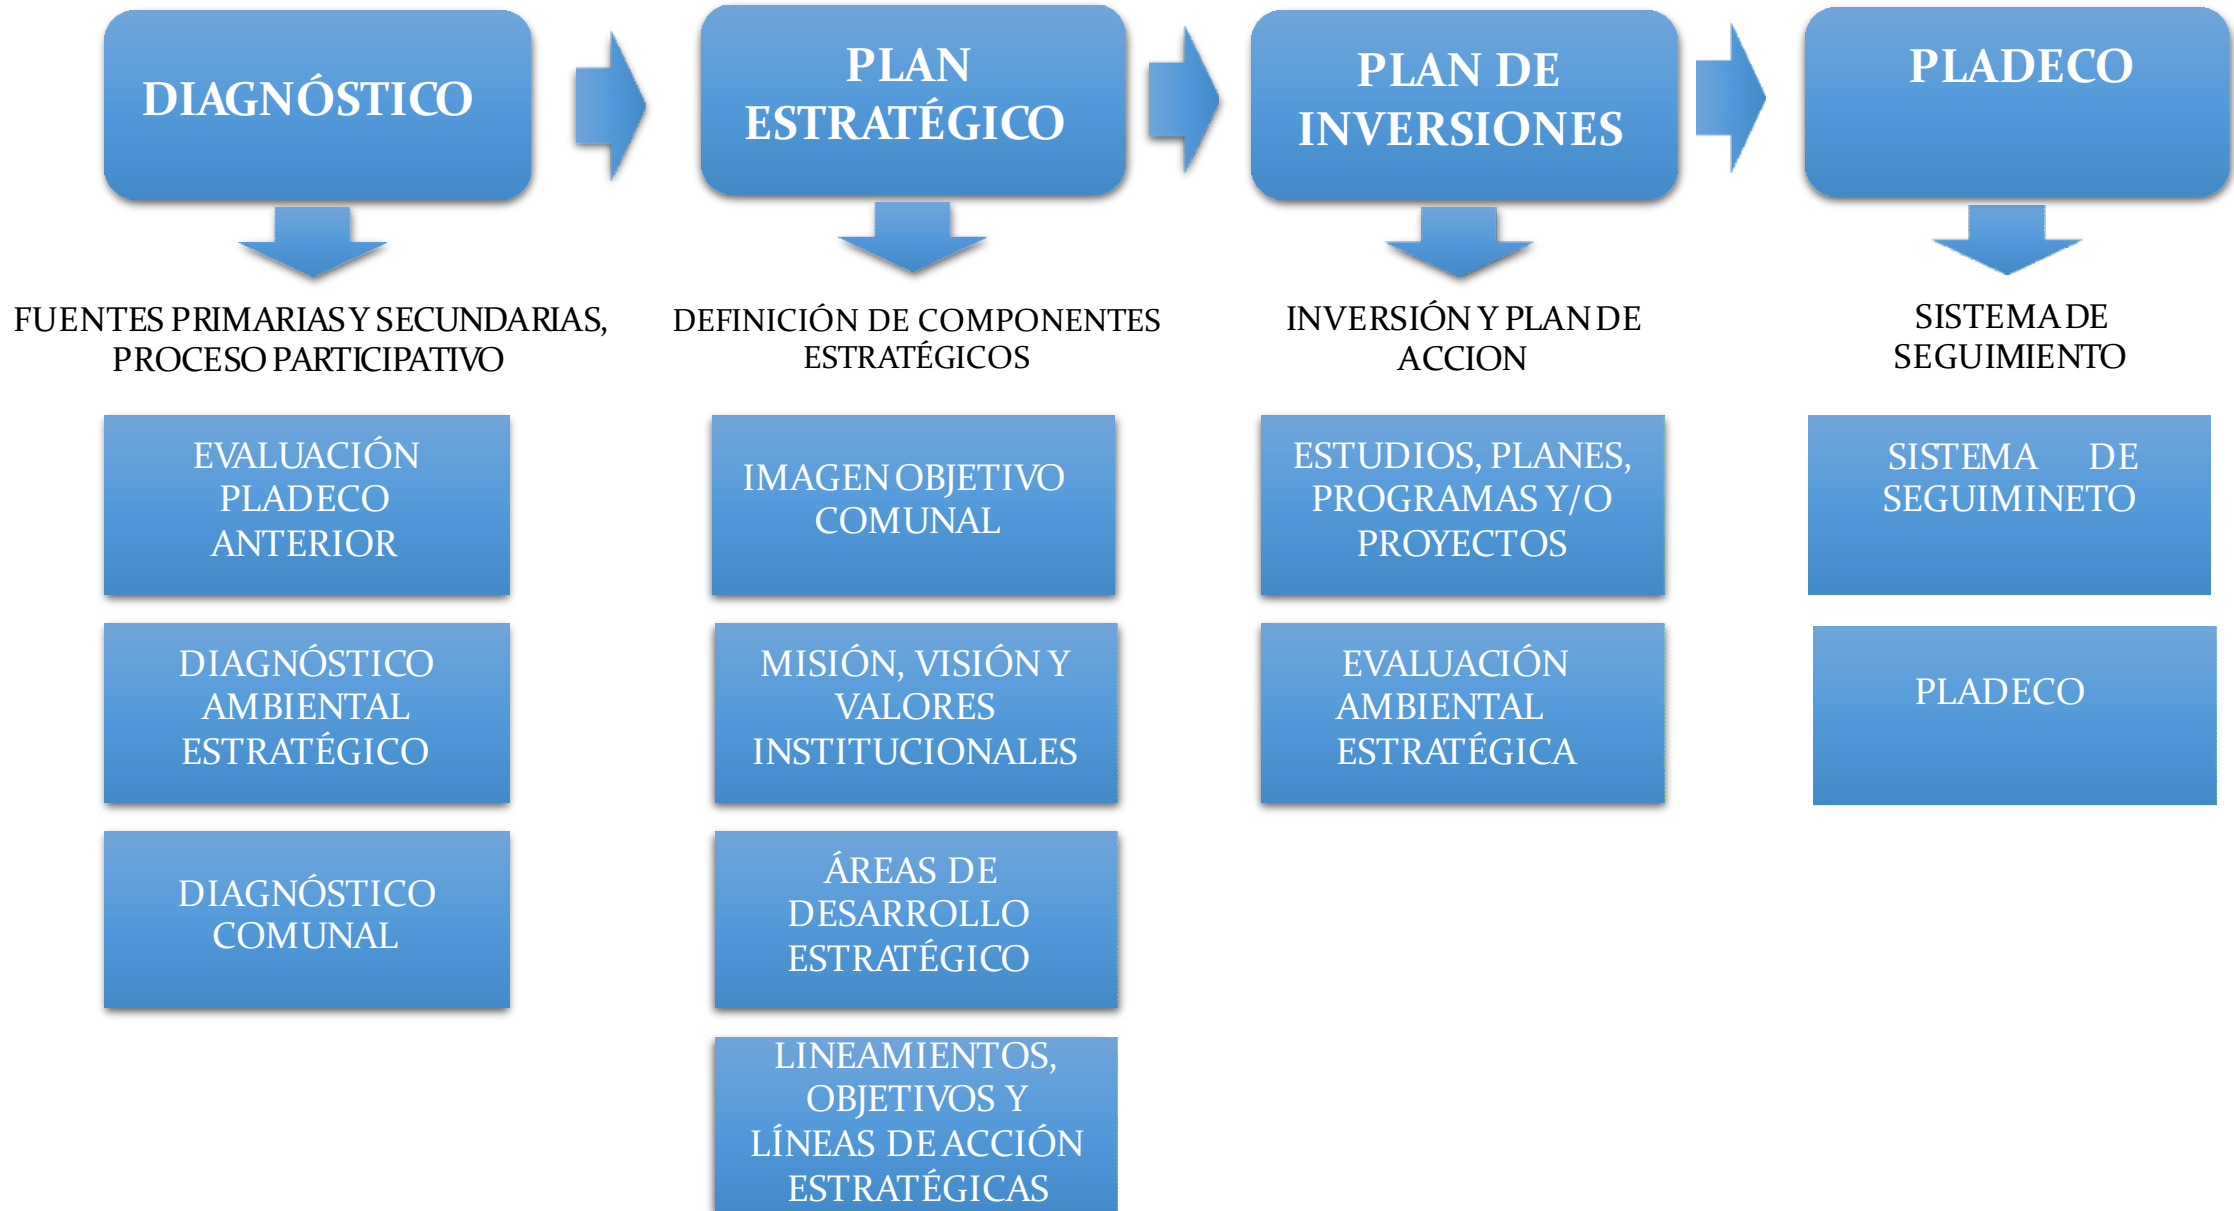 DIAGNÓSTICO
PLAN
ESTRATÉGICO
PLAN DE
INVERSIONES
PLADECO
FUENTES PRIMARIAS Y SECUNDARIAS,
PROCESO PARTICIPATIVO
DEFINICIÓN DE COMPONENTES
ESTRATÉGICOS
INVERSIÓN Y PLAN DE
ACCION
SISTEMA DE
SEGUIMIENTO
EVALUACIÓN
PLADECO
ANTERIOR
IMAGEN OBJETIVO
COMUNAL
ESTUDIOS, PLANES,
PROGRAMAS Y/O
PROYECTOS
SISTEMA DE
SEGUIMINETO
DIAGNÓSTICO
AMBIENTAL
ESTRATÉGICO
MISIÓN, VISIÓN Y
VALORES
INSTITUCIONALES
EVALUACIÓN
AMBIENTAL
ESTRATÉGICA
PLADECO
DIAGNÓSTICO
COMUNAL
ÁREAS DE
DESARROLLO
ESTRATÉGICO
LINEAMIENTOS,
OBJETIVOS Y
LÍNEAS DE ACCIÓN
ESTRATÉGICAS